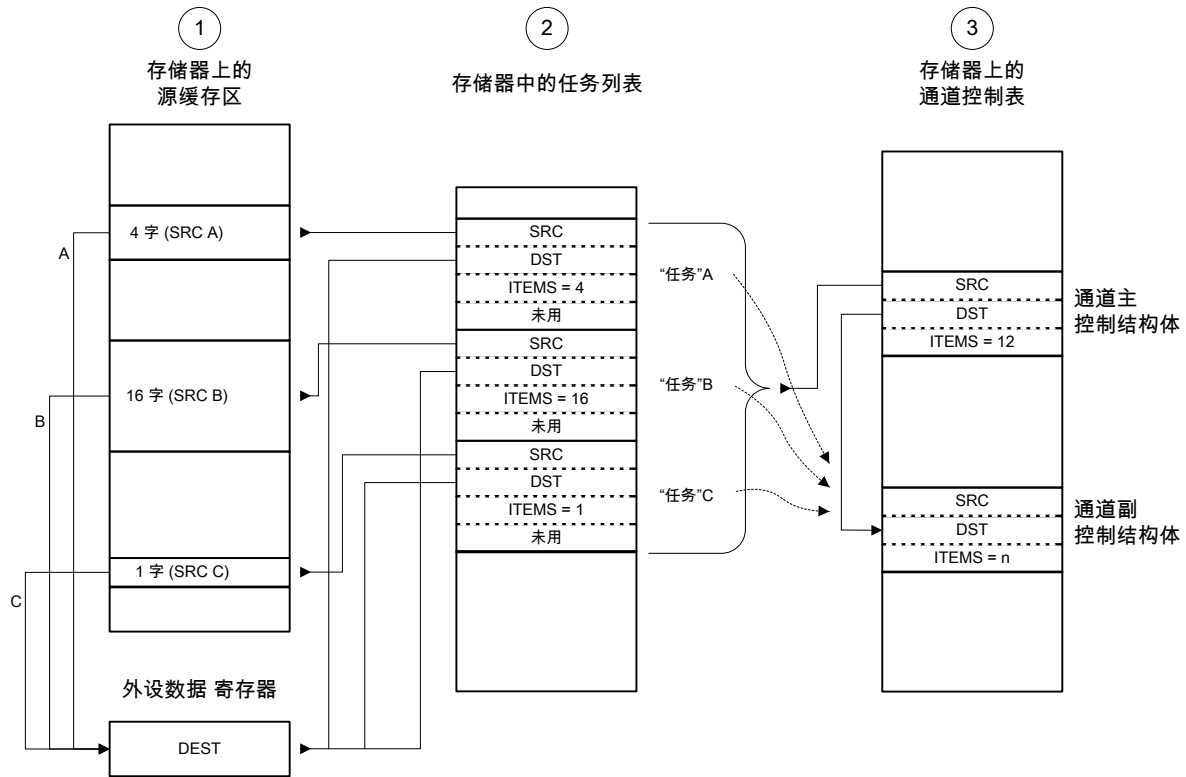 1
存储器上的
源缓存区
4 字 (SRC A)
16 字 (SRC B)
1 字 (SRC C)
A
B
C
外设数据 寄存器
DEST
2
存储器中的任务列表
SRC
DST
ITEMS = 4
未用
SRC
DST
ITEMS = 16
未用
SRC
DST
ITEMS = 1
未用
“任务”A
“任务”B
“任务”C
3
存储器上的
通道控制表
SRC
DST
ITEMS = 12
通道主
控制结构体
SRC
DST
ITEMS = n
通道副
控制结构体